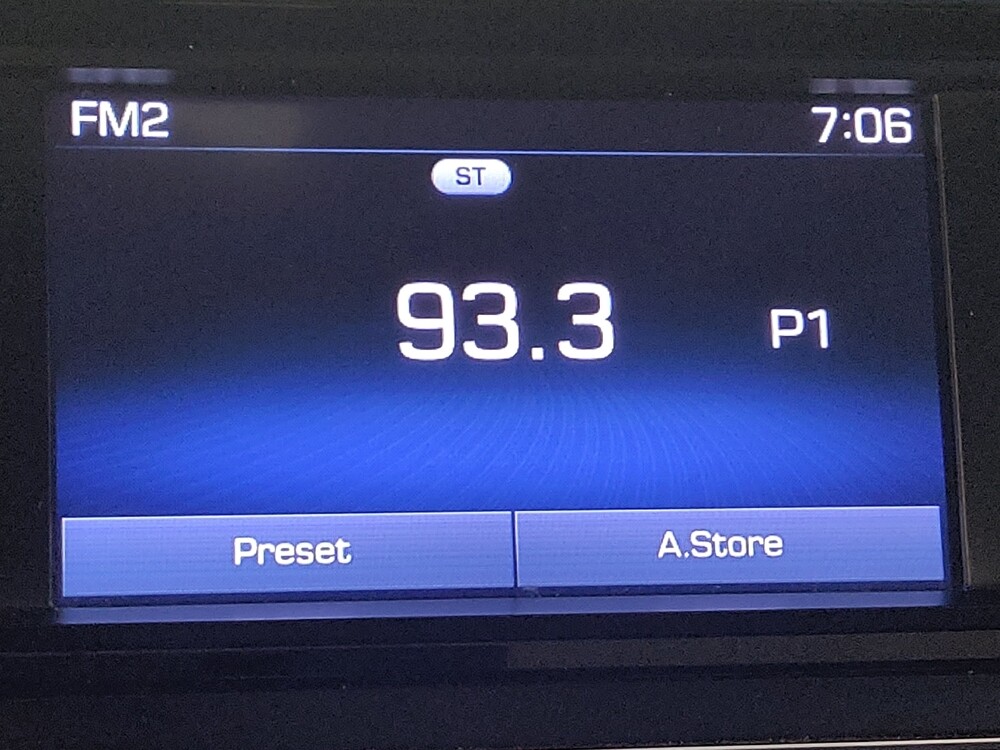 FM2 7:06
ST
93.3 P1
Preset A.Store